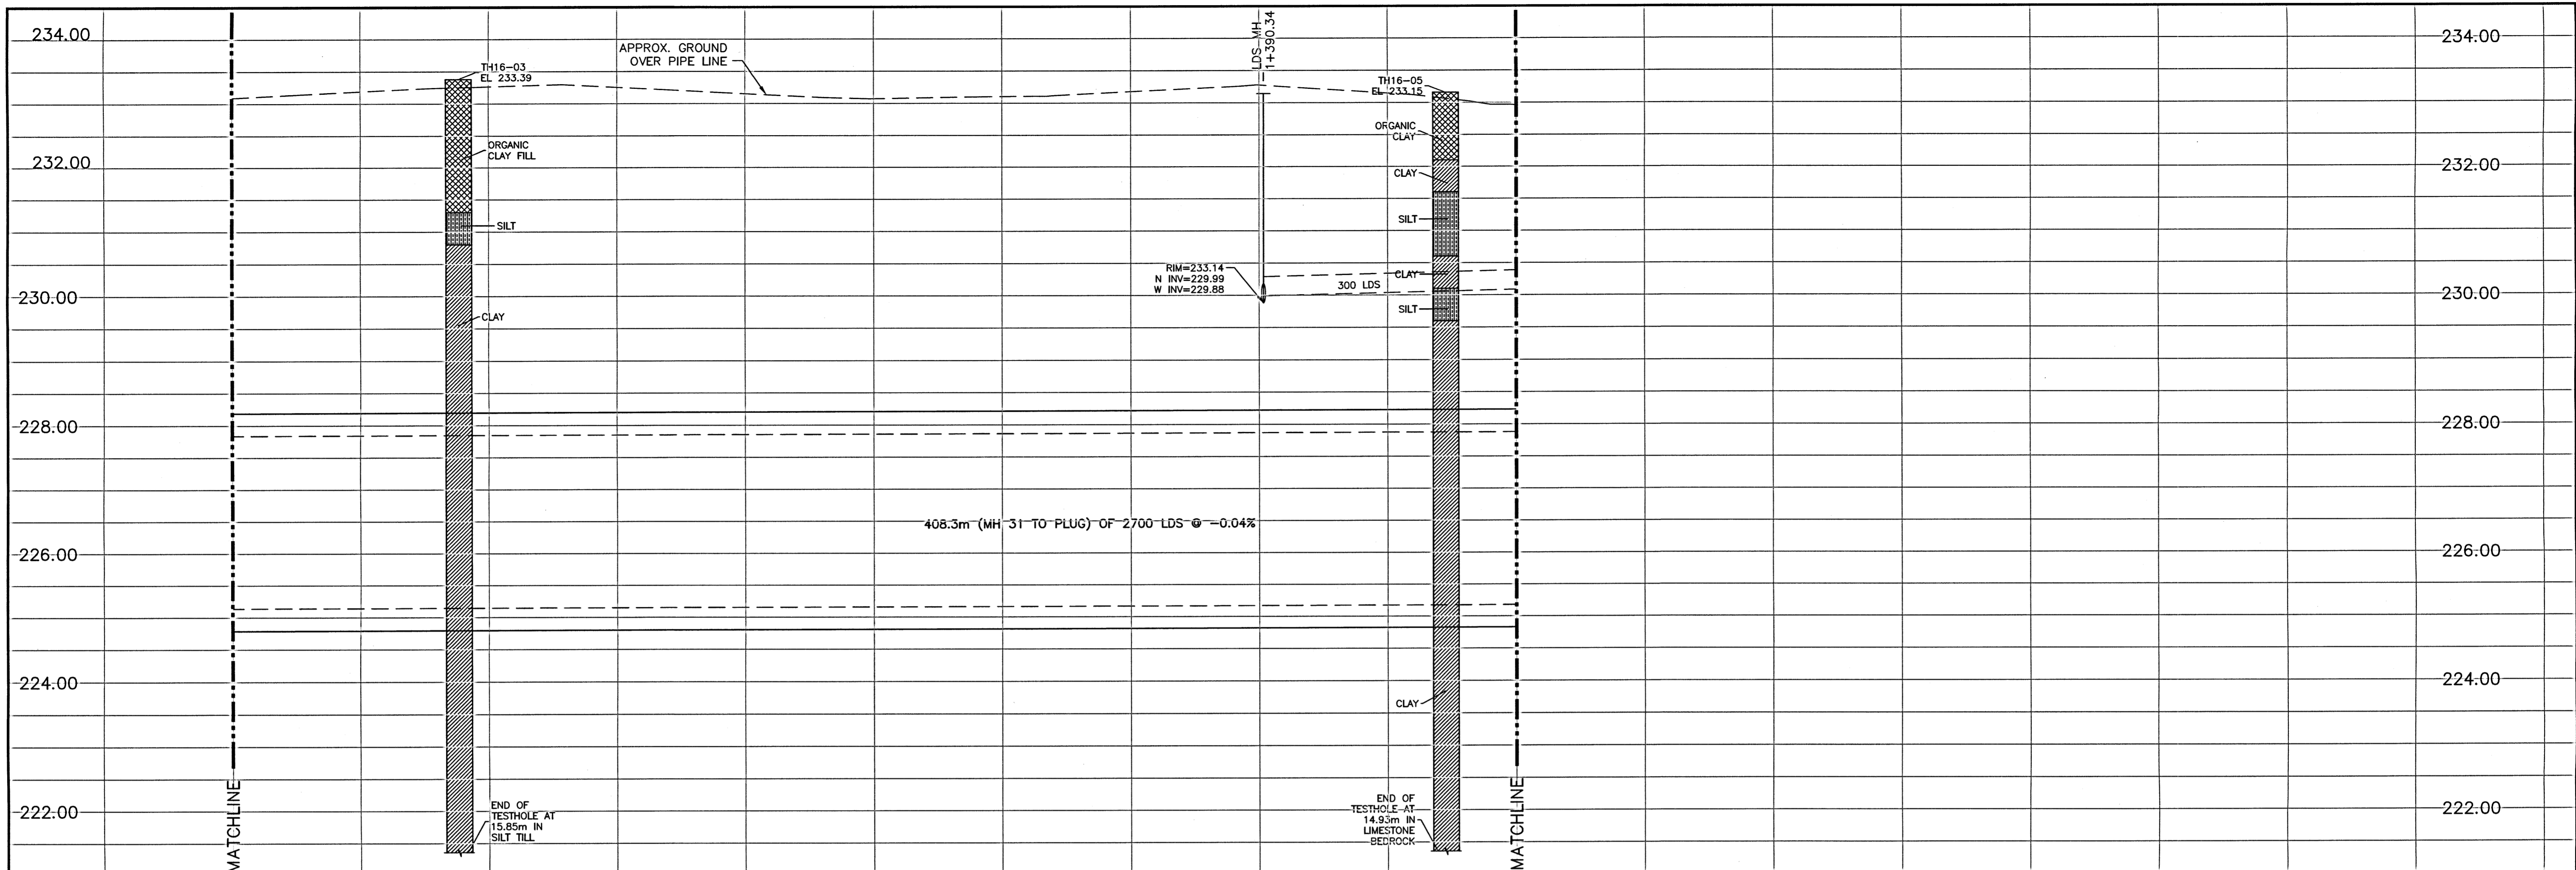 234.00
232.00
230.00
228.00
226.00
224.00
222.00
MATCHLINE
TH16-03
EL 233.39
APPROX. GROUND
OVER PIPE LINE
ORGANIC
CLAY FILL
SILT
CLAY
END OF
TESTHOLE AT
15.85m IN
SILT TILL
408.3m (MH 31 TO PLUG) OF 2700 LDS @ -0.04%
LDS-MH
1+390.34
RIM=233.14
N INV=229.99
W INV=229.88
300 LDS
TH16-05
EL 233.15
ORGANIC
CLAY
CLAY
SILT
CLAY
SILT
CLAY
END OF
TESTHOLE AT
14.93m IN
LIMESTONE
BEDROCK
MATCHLINE
234.00
232.00
230.00
228.00
226.00
224.00
222.00